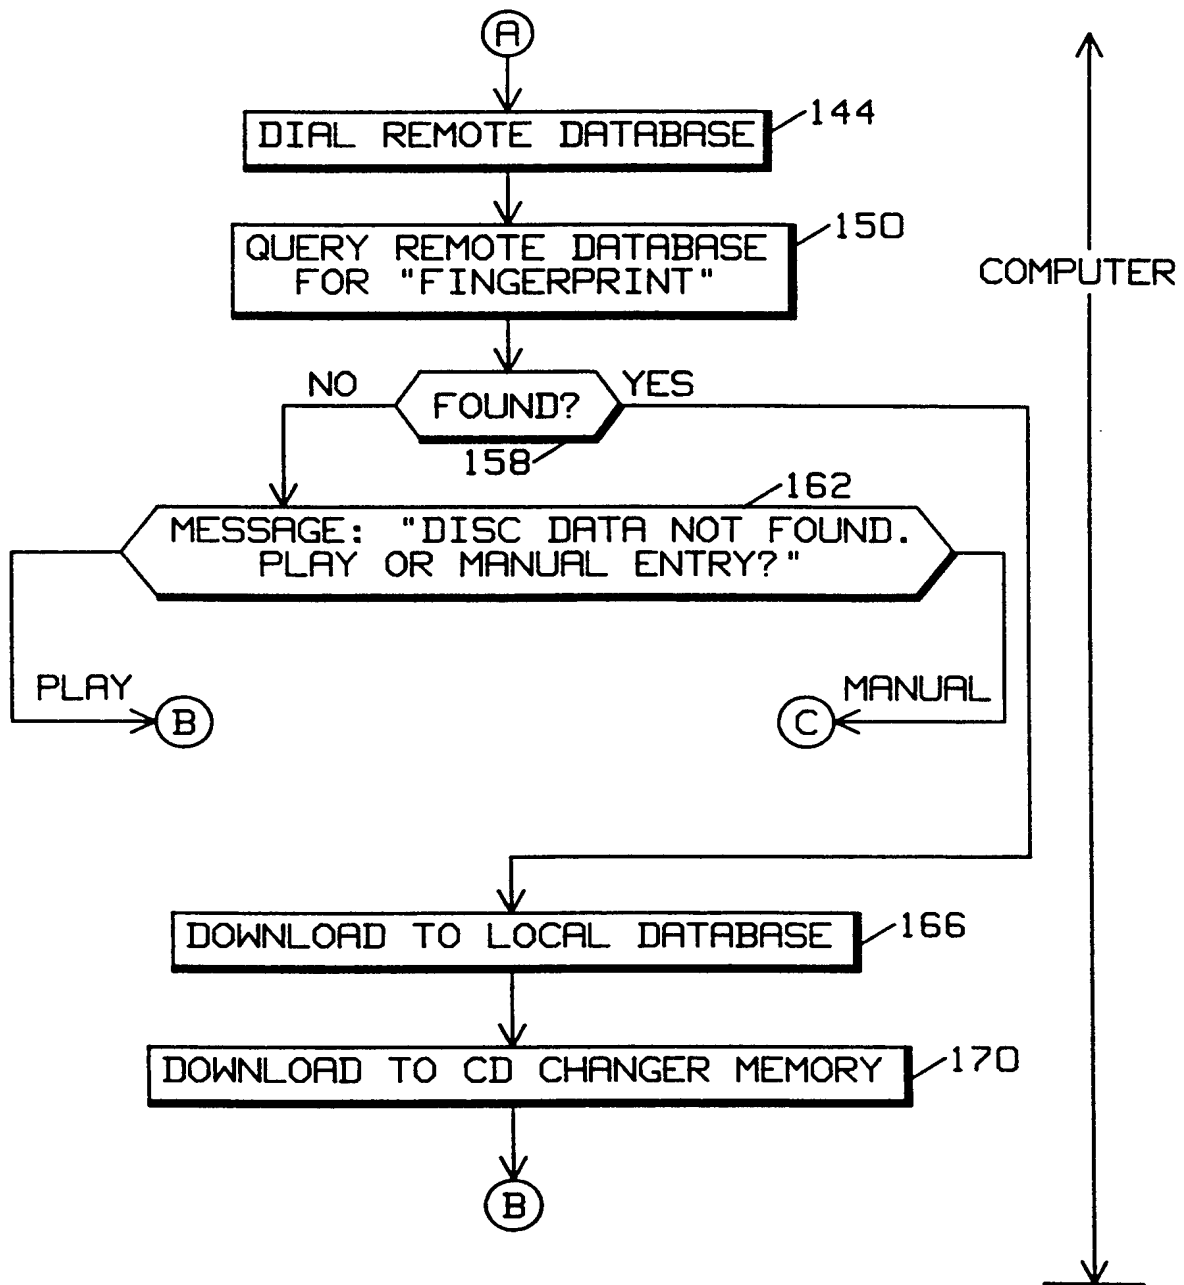 A
DIAL REMOTE DATABASE
144
QUERY REMOTE DATABASE
FOR "FINGERPRINT"
150
COMPUTER
NO
FOUND?
YES
158
162
MESSAGE: "DISC DATA NOT FOUND.
PLAY OR MANUAL ENTRY?"
PLAY
B
MANUAL
C
DOWNLOAD TO LOCAL DATABASE
166
DOWNLOAD TO CD CHANGER MEMORY
170
B